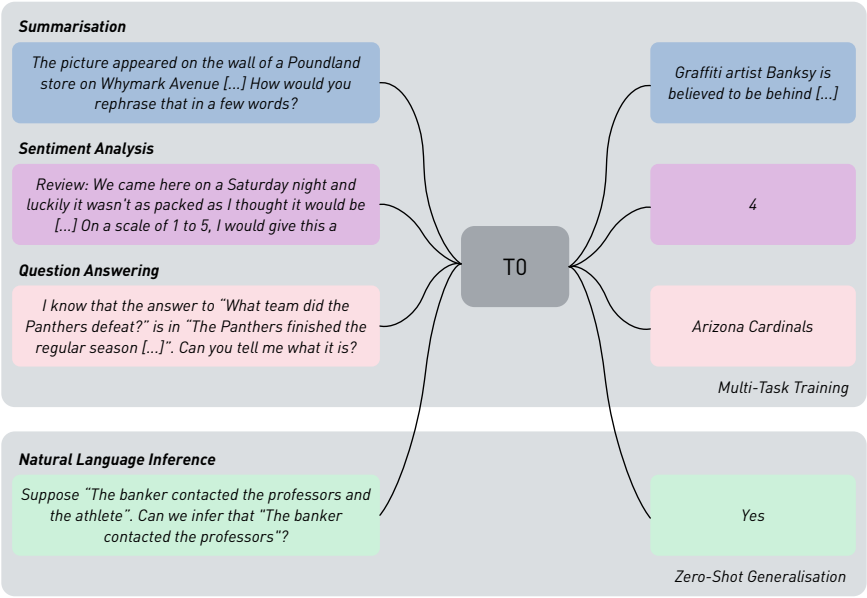 Summarisation
The picture appeared on the wall of a Poundland
store on Whymark Avenue [...] How would you
rephrase that in a few words?
Graffiti artist Banksy is
believed to be behind [...]
Sentiment Analysis
Review: We came here on a Saturday night and
luckily it wasn't as packed as I thought it would be
[...] On a scale of 1 to 5, I would give this a
4
T0
Question Answering
I know that the answer to “What team did the
Panthers defeat?” is in “The Panthers finished the
regular season [...]”. Can you tell me what it is?
Arizona Cardinals
Multi-Task Training
Natural Language Inference
Suppose “The banker contacted the professors and
the athlete”. Can we infer that "The banker
contacted the professors"?
Yes
Zero-Shot Generalisation